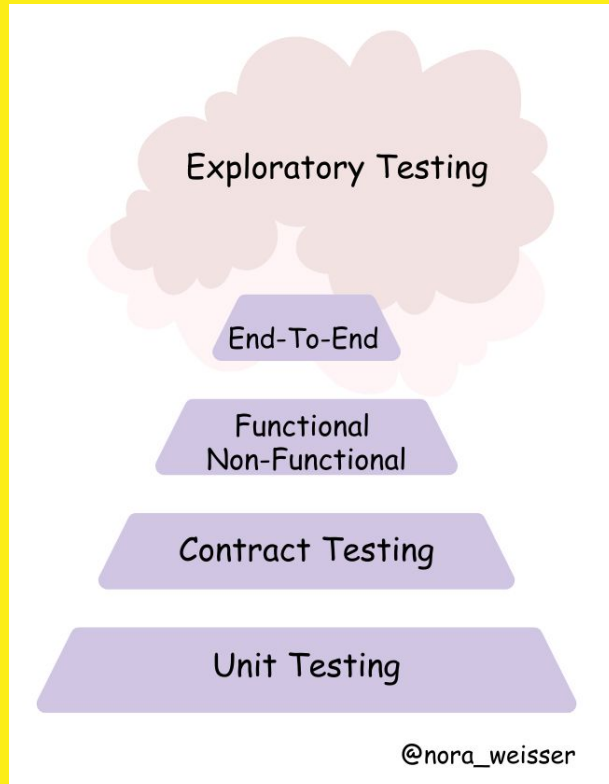 Exploratory Testing
End-To-End
Functional
Non-Functional
Contract Testing
Unit Testing
@nora_weisser